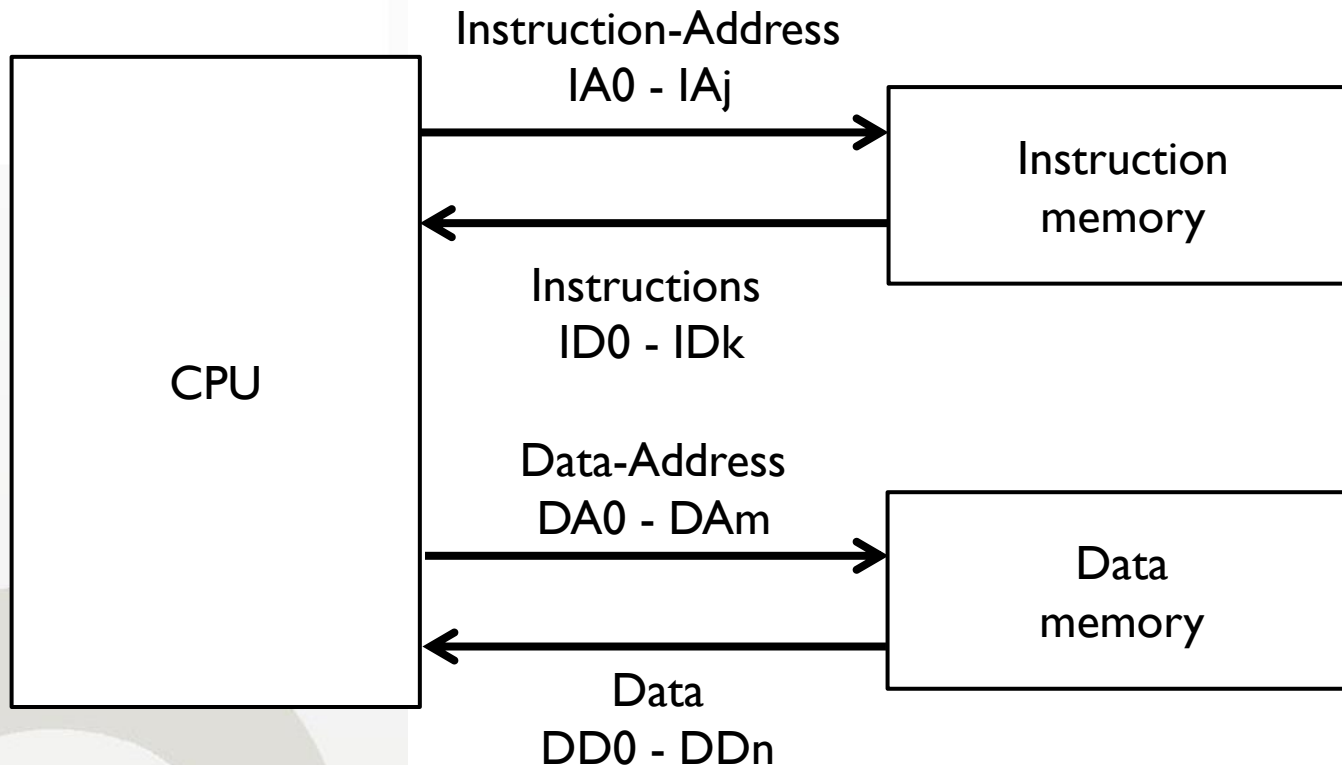 Instruction-Address
IA0 - IAj
Instruction
memory
Instructions
ID0 - IDk
CPU
Data-Address
DA0 - DAm
Data
memory
Data
DD0 - DDn